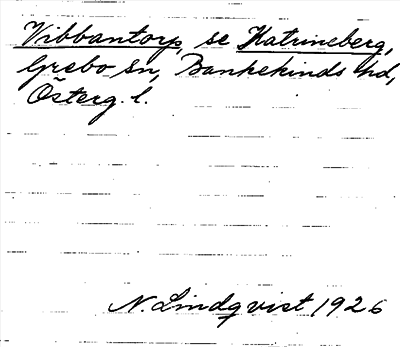 Vibbantorp, se Katrineberg,
Grebo sn, Bankekinds hd,
Österg. l.
N. Lindqvist 1926